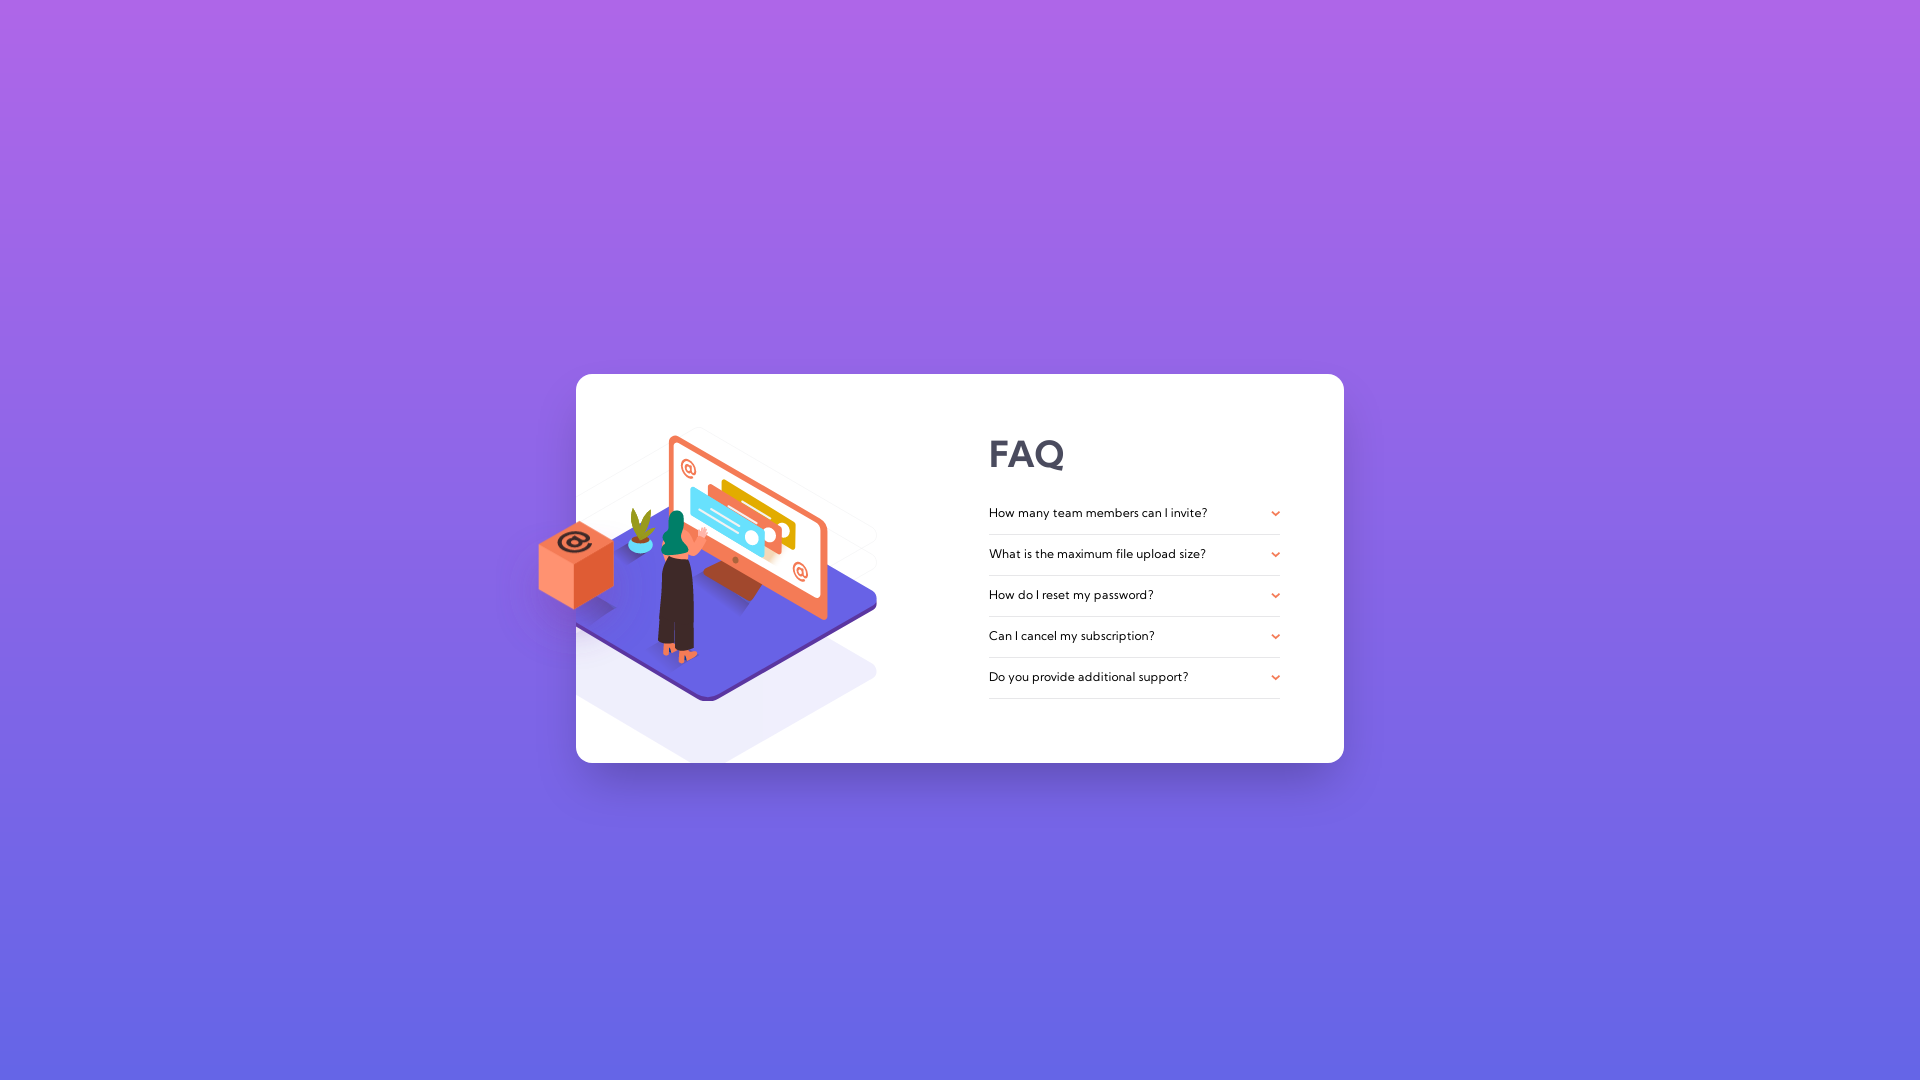 FAQ
How many team members can I invite?
What is the maximum file upload size?
How do I reset my password?
Can I cancel my subscription?
Do you provide additional support?
@
@
@